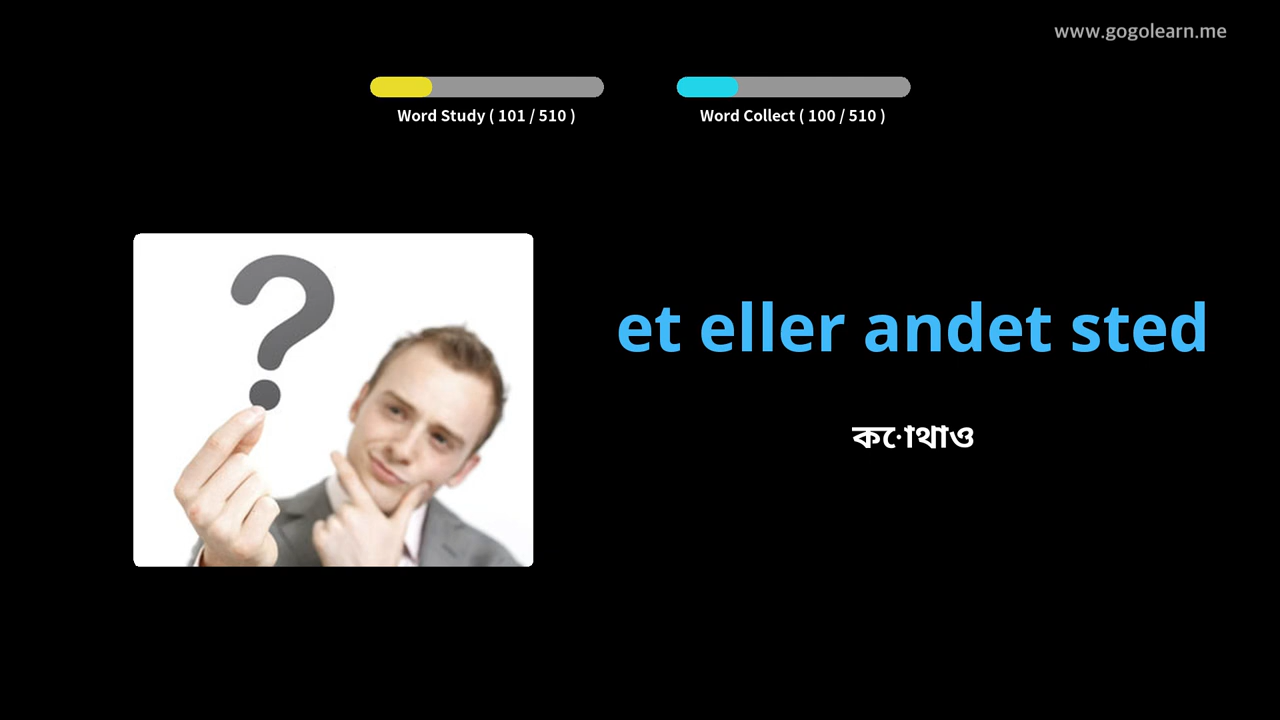 www.gogolearn.me
Word Study ( 101 / 510 )
Word Collect ( 100 / 510 )
et eller andet sted
কোথাও